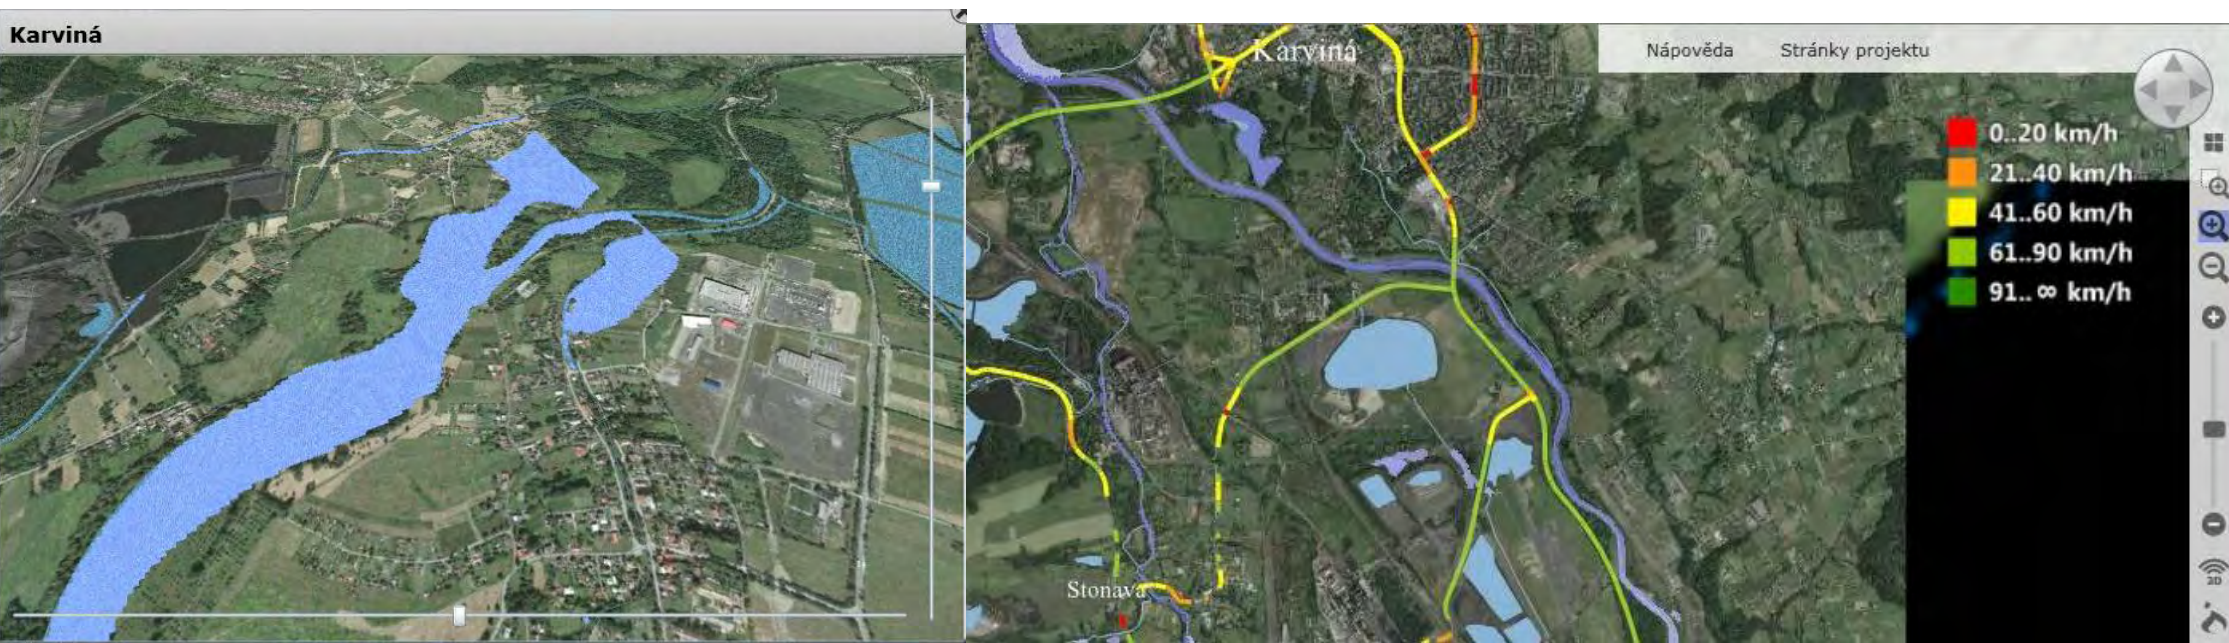 Karviná
Karviná
Nápověda Stránky projektu
0..20 km/h
21..40 km/h
41..60 km/h
61..90 km/h
91.. ∞ km/h
3D
Stonava